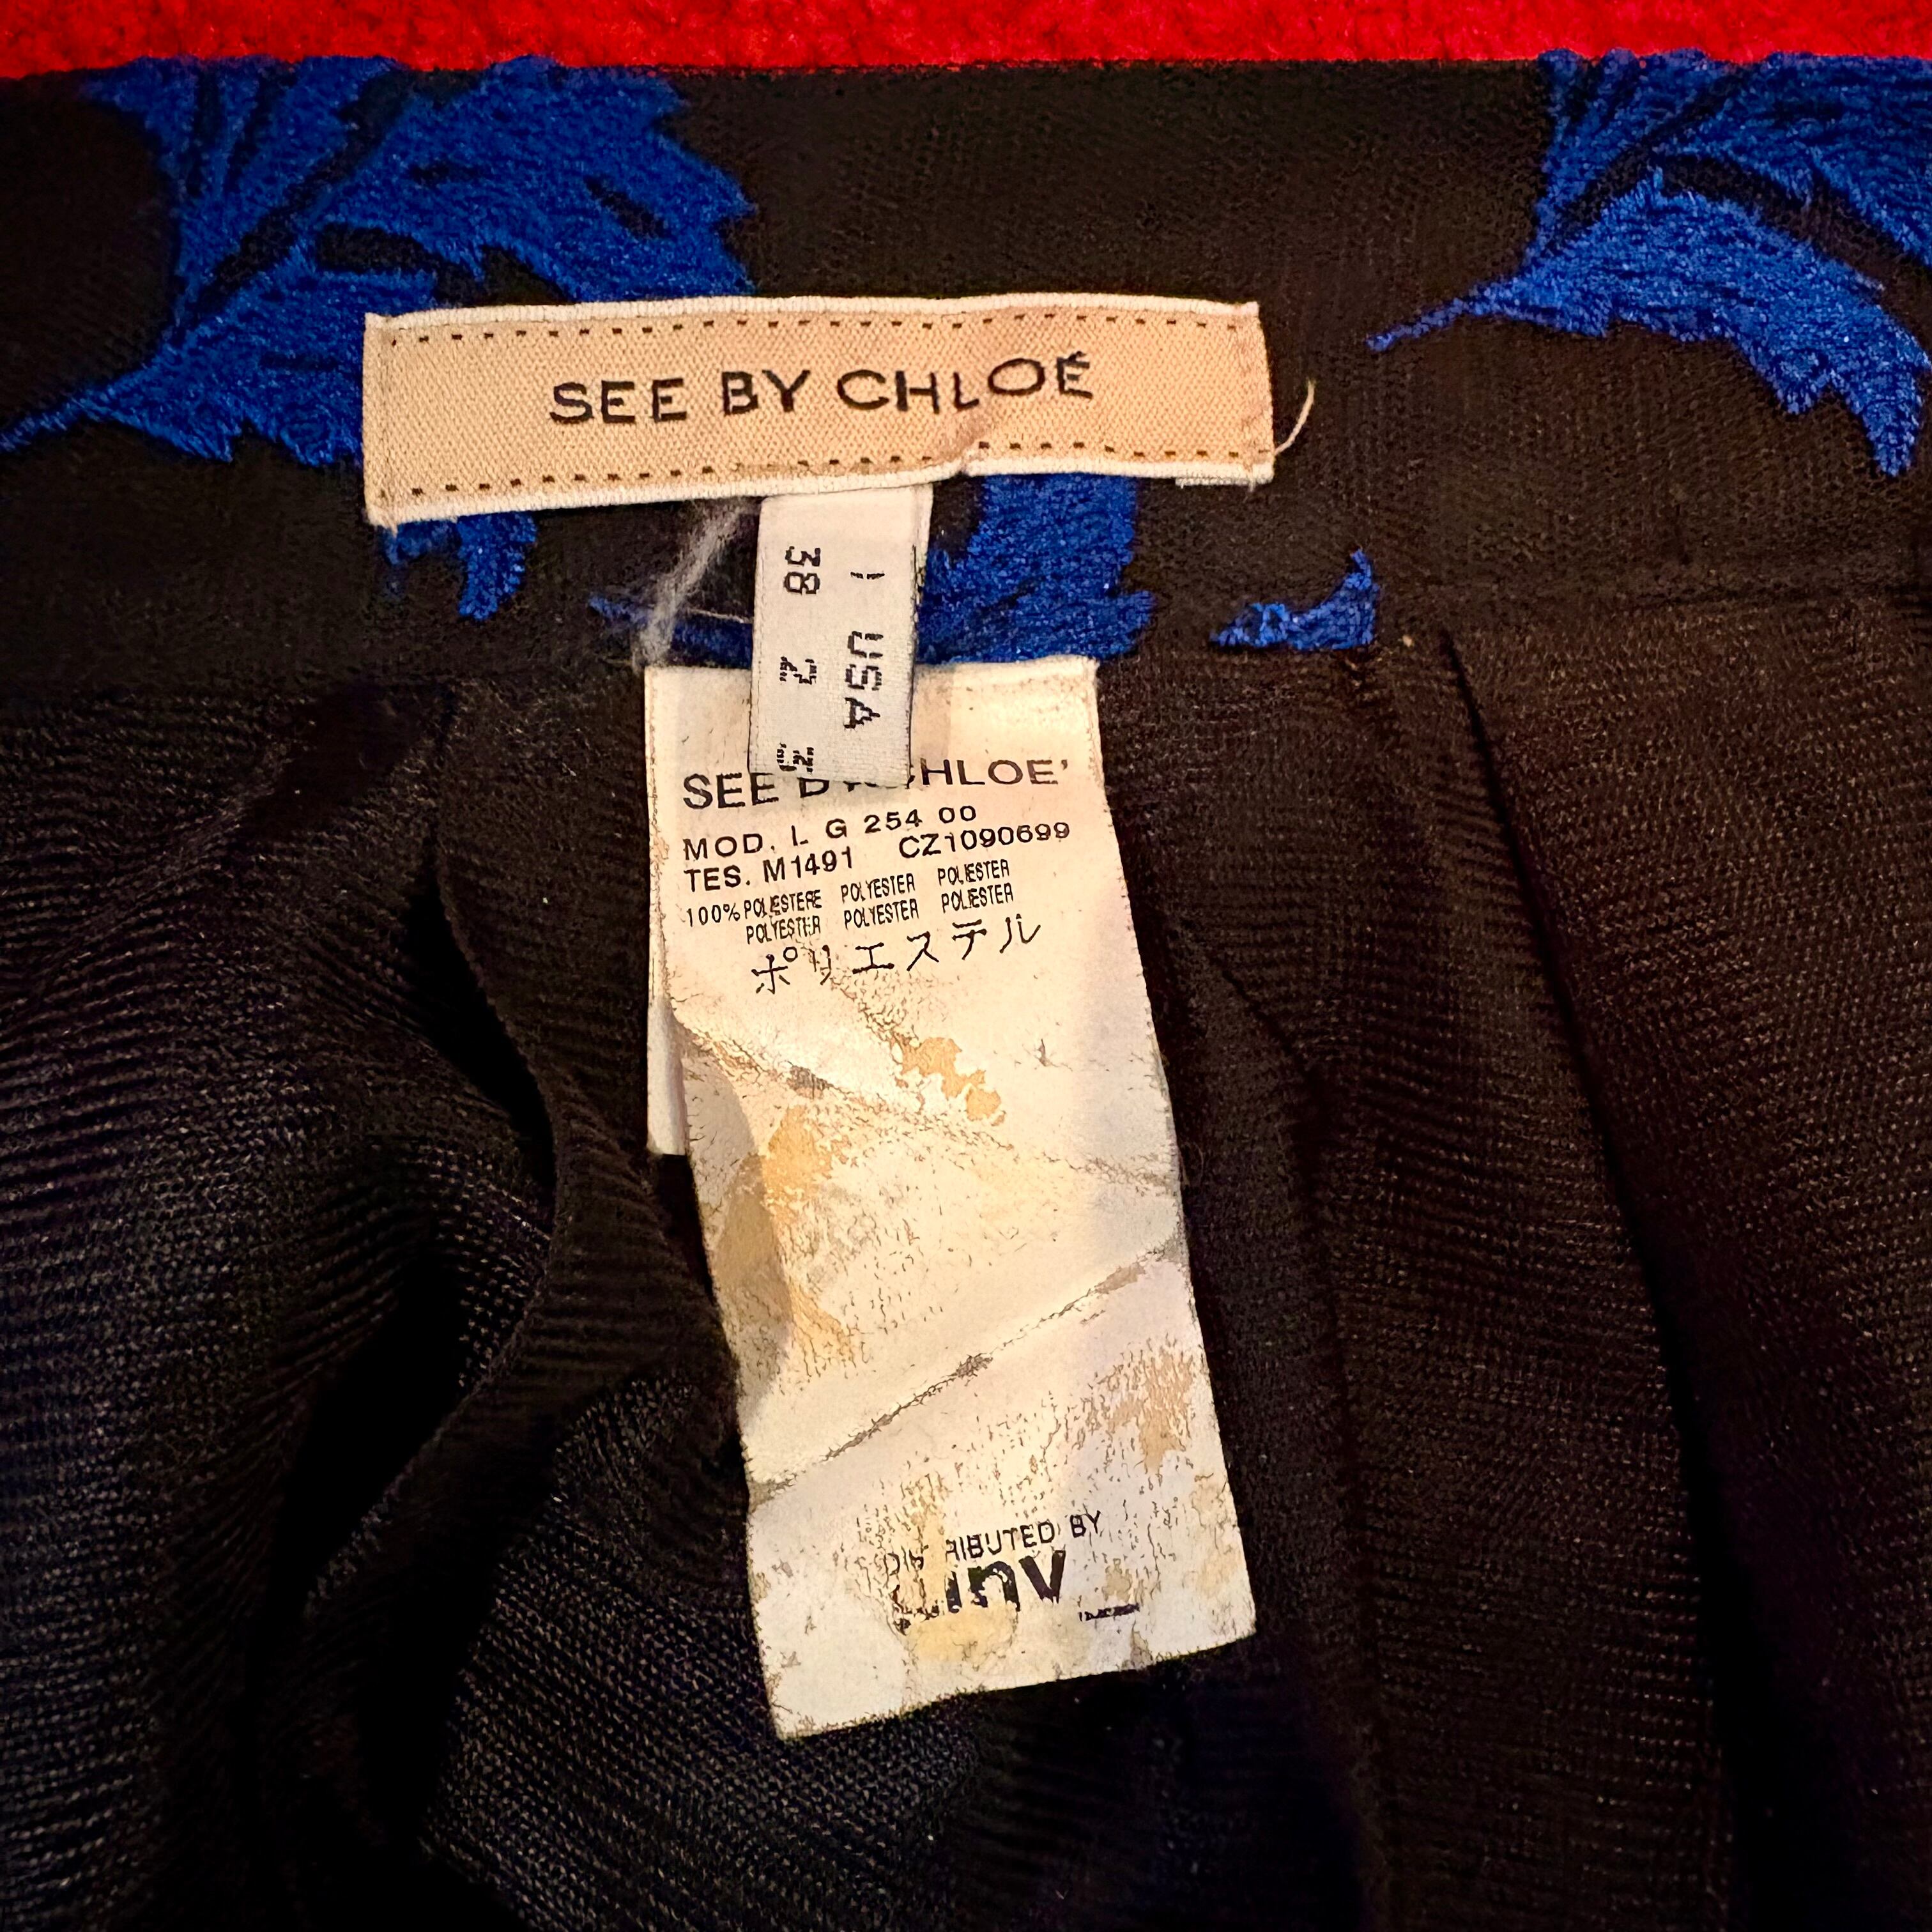 SEE BY CHLOÉ
I USA
38 2
SEE BY CHLOE'
MOD. L G 254 00
TES. M1491 CZ1090699
100% POLIESTERE POLYESTER POLIESTER
POLYESTER POLYESTER POLIESTER
ポリエステル
DISTRIBUTED BY